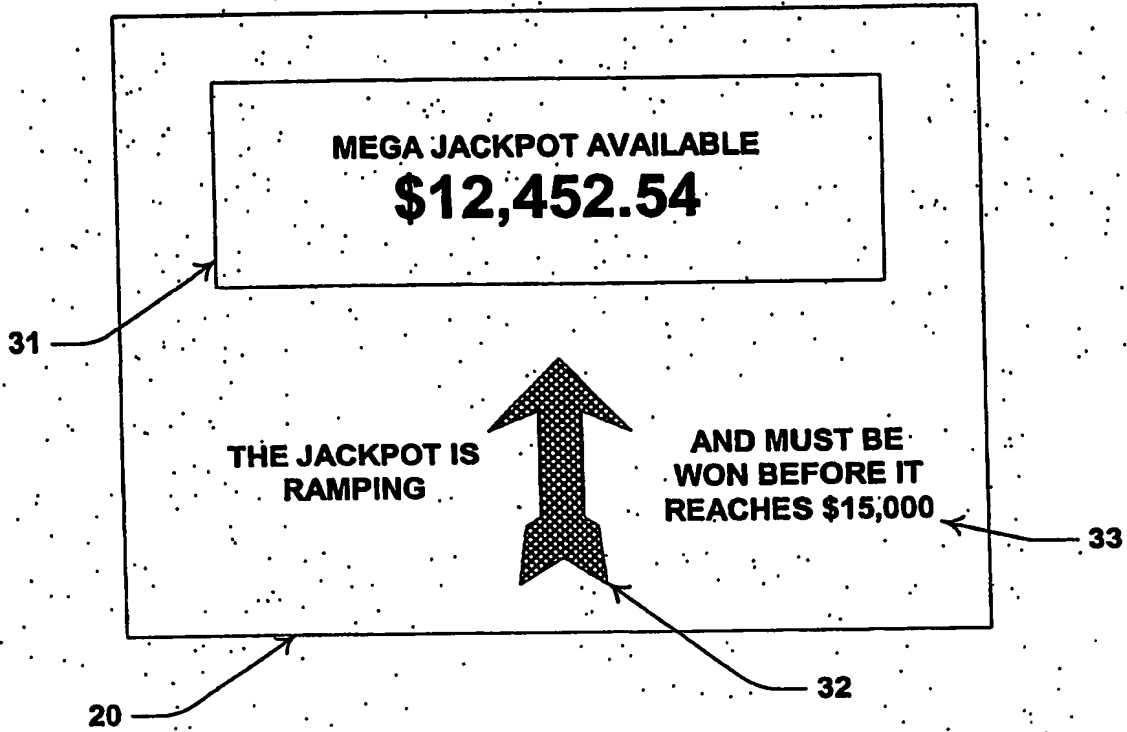 MEGA JACKPOT AVAILABLE
$12,452.54
31
THE JACKPOT IS
RAMPING
AND MUST BE
WON BEFORE IT
REACHES $15,000
33
32
20